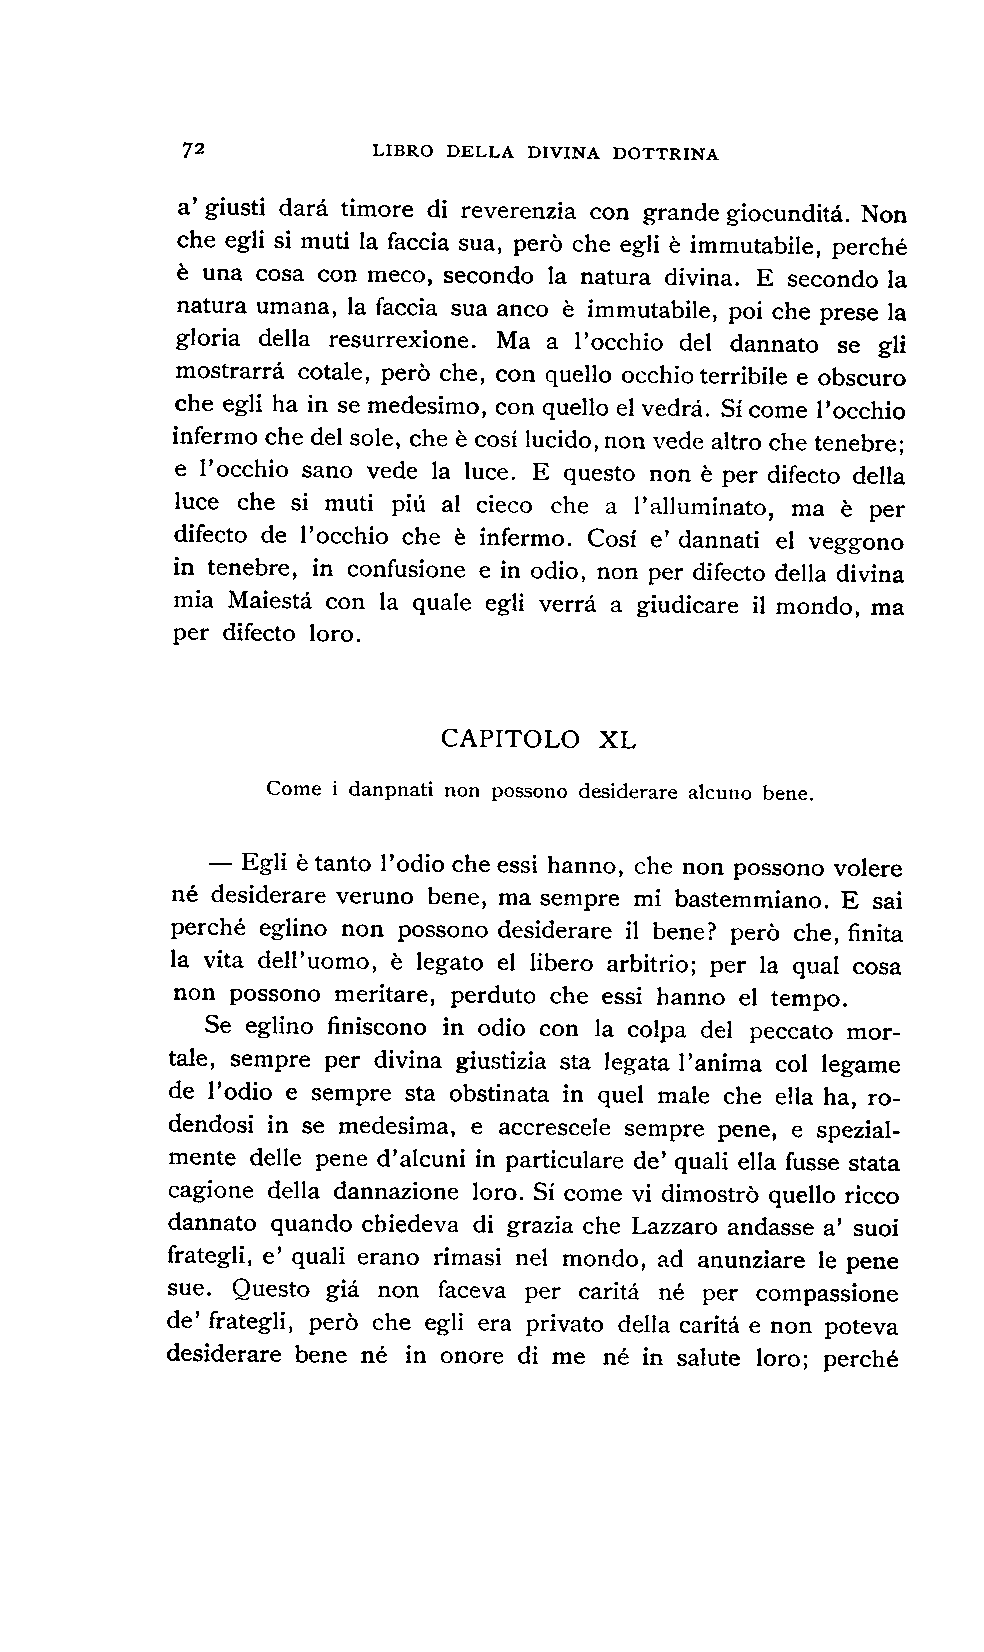 72 LIBRO DELLA DIVINA DOTTRINA
a' giusti dará timore di reverenzia con grande giocunditá. Non
che egli si muti la faccia sua, però che egli è immutabile, perché
è una cosa con meco, secondo la natura divina. E secondo la
natura umana, la faccia sua anco è immutabile, poi che prese la
gloria della resurrexione. Ma a l'occhio del dannato se gli
mostrarrá cotale, però che, con quello occhio terribile e obscuro
che egli ha in se medesimo, con quello el vedrá. Sí come l'occhio
infermo che del sole, che è cosí lucido, non vede altro che tenebre;
e l'occhio sano vede la luce. E questo non è per difecto della
luce che si muti piú al cieco che a l'alluminato, ma è per
difecto de l'occhio che è infermo. Cosí e' dannati el veggono
in tenebre, in confusione e in odio, non per difecto della divina
mia Maiestá con la quale egli verrá a giudicare il mondo, ma
per difecto loro.
CAPITOLO XL
Come i danpnati non possono desiderare alcuno bene.
— Egli è tanto l'odio che essi hanno, che non possono volere
né desiderare veruno bene, ma sempre mi bastemmiano. E sai
perché eglino non possono desiderare il bene? però che, finita
la vita dell'uomo, è legato el libero arbitrio; per la qual cosa
non possono meritare, perduto che essi hanno el tempo.
Se eglino finiscono in odio con la colpa del peccato mor-
tale, sempre per divina giustizia sta legata l'anima col legame
de l'odio e sempre sta obstinata in quel male che ella ha, ro-
dendosi in se medesima, e accrescele sempre pene, e spezial-
mente delle pene d'alcuni in particulare de' quali ella fusse stata
cagione della dannazione loro. Sí come vi dimostrò quello ricco
dannato quando chiedeva di grazia che Lazzaro andasse a' suoi
frategli, e' quali erano rimasi nel mondo, ad anunziare le pene
sue. Questo giá non faceva per caritá né per compassione
de' frategli, però che egli era privato della caritá e non poteva
desiderare bene né in onore di me né in salute loro; perché